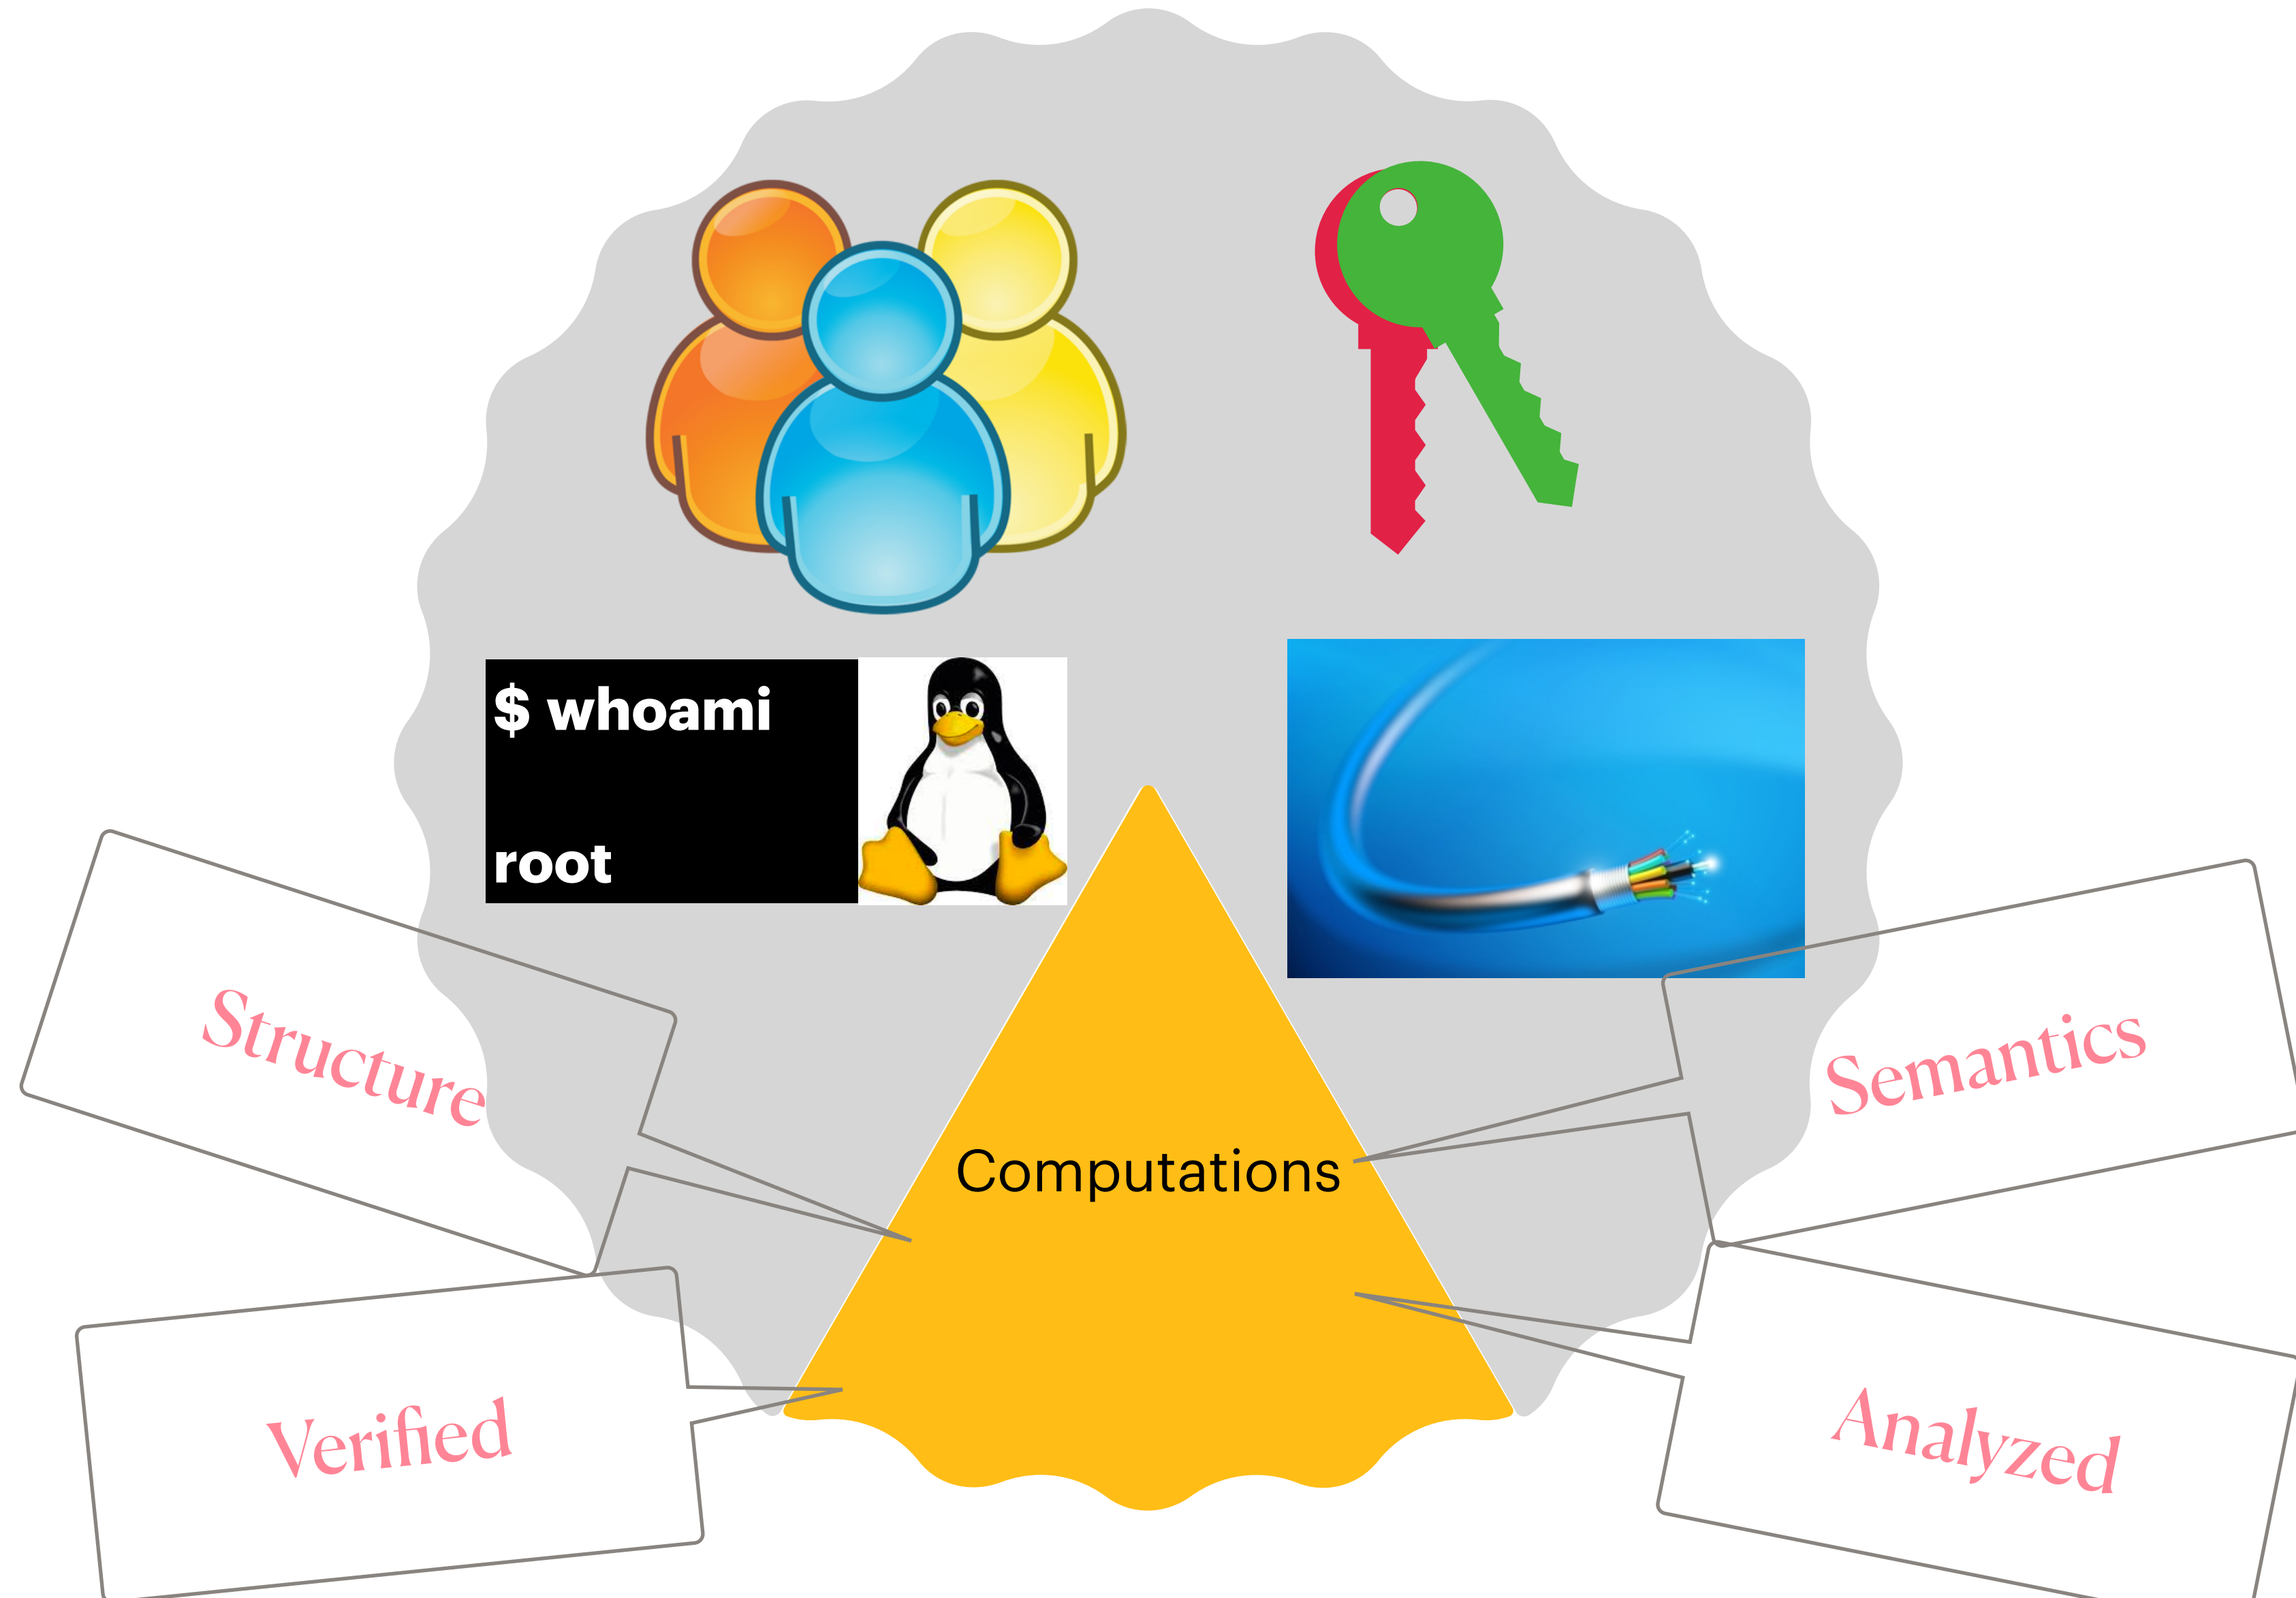 $ whoami
root
Structure
Semantics
Computations
Verified
Analyzed